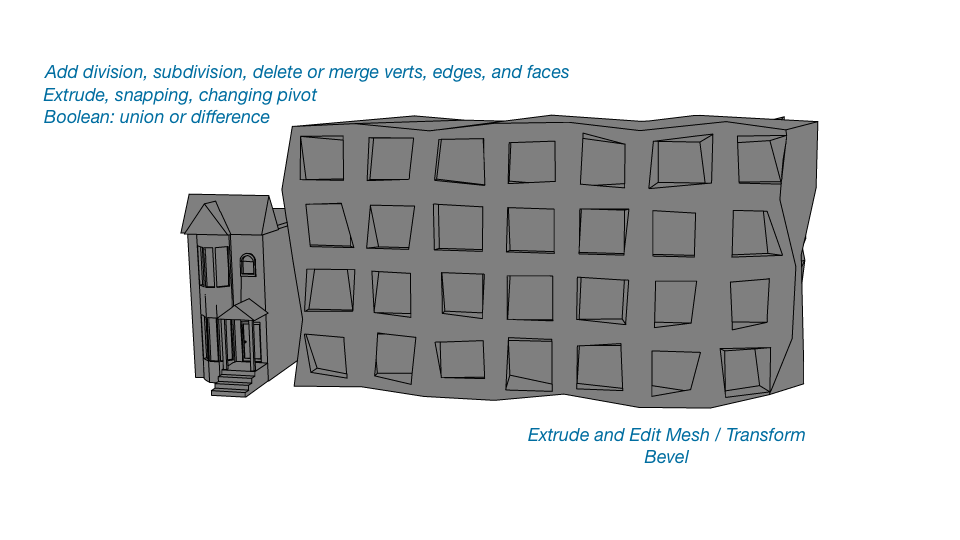 Add division, subdivision, delete or merge verts, edges, and faces
Extrude, snapping, changing pivot
Boolean: union or difference
Extrude and Edit Mesh / Transform
Bevel